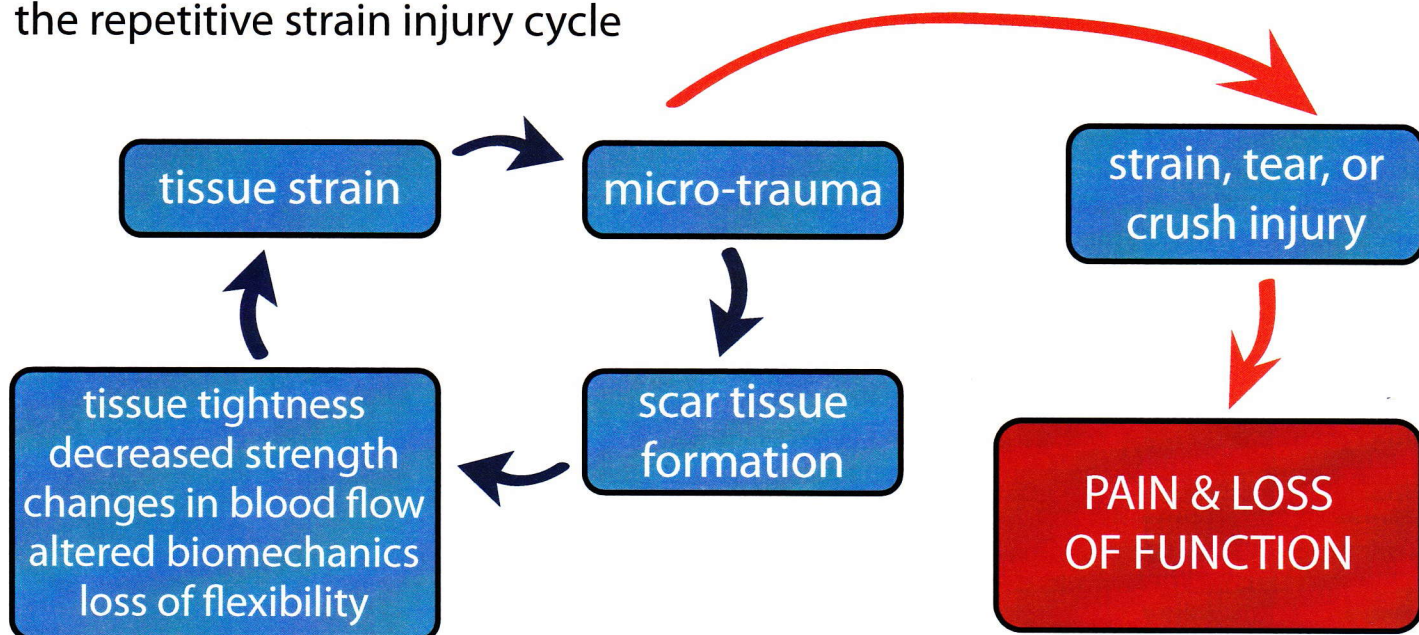 the repetitive strain injury cycle
tissue strain
micro-trauma
strain, tear, or
crush injury
tissue tightness
decreased strength
changes in blood flow
altered biomechanics
loss of flexibility
scar tissue
formation
PAIN & LOSS
OF FUNCTION